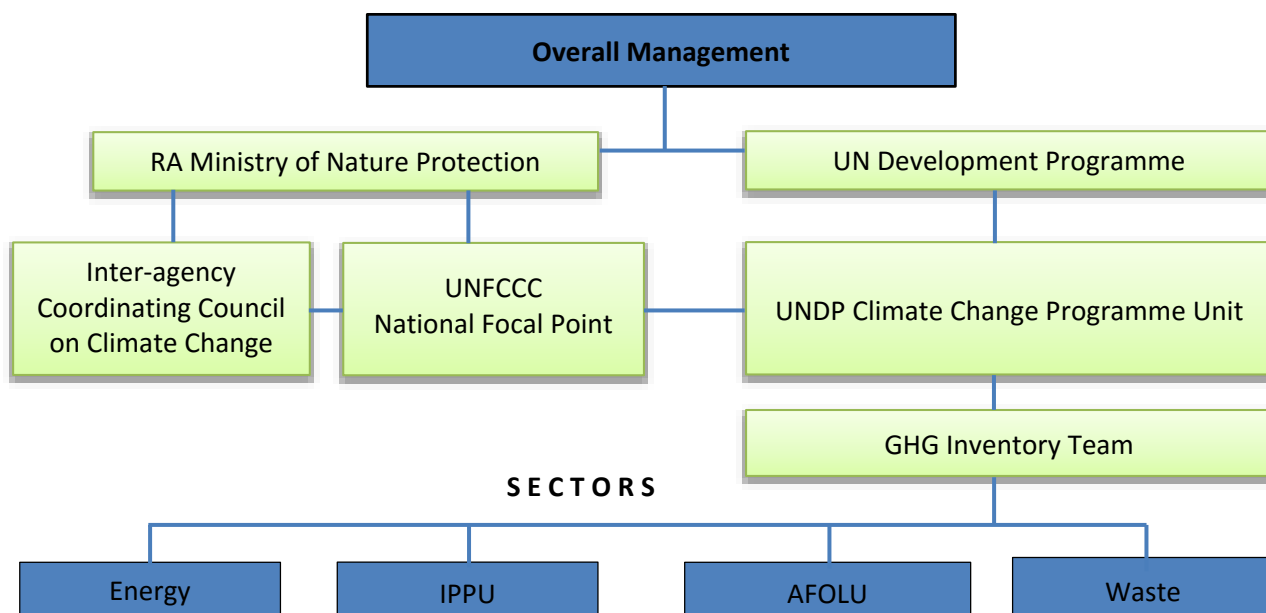 Overall Management
RA Ministry of Nature Protection
UN Development Programme
Inter-agency
Coordinating Council
on Climate Change
UNFCCC
National Focal Point
UNDP Climate Change Programme Unit
GHG Inventory Team
S E C T O R S
Energy
IPPU
AFOLU
Waste